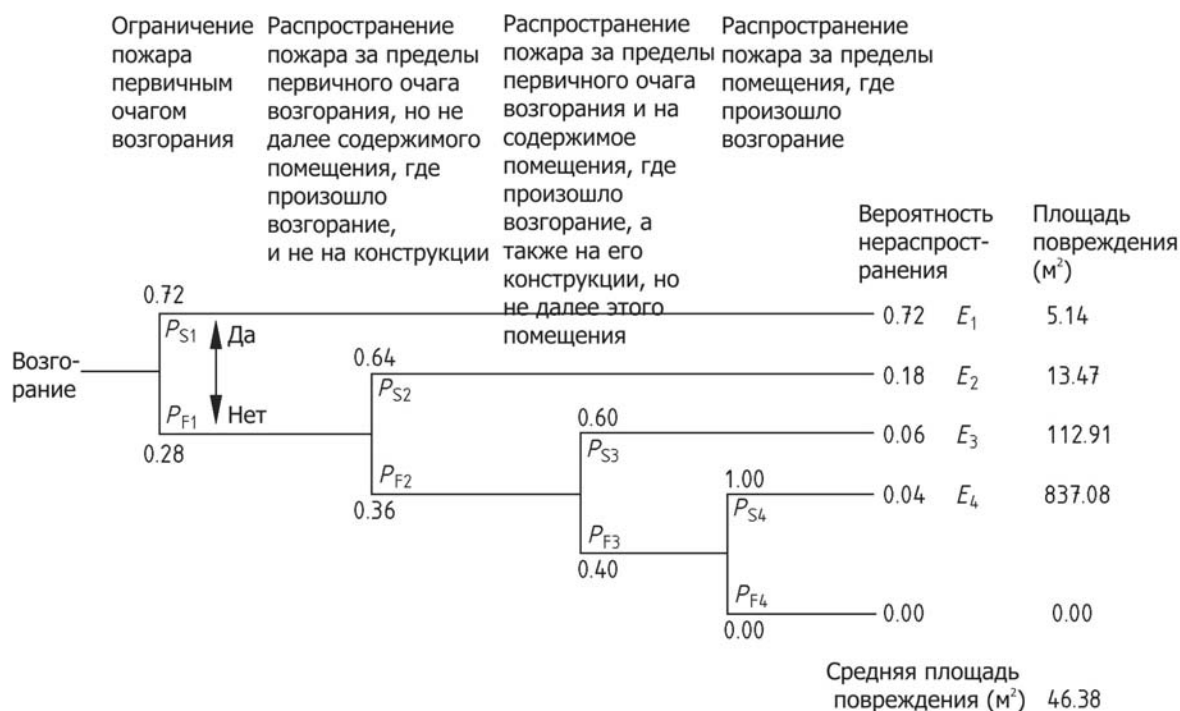 Ограничение
пожара
первичным
очагом
возгорания
Распространение
пожара за пределы
первичного очага
возгорания, но не
далее содержимого
помещения, где
произошло
возгорание,
и не на конструкции
Распространение
пожара за пределы
первичного очага
возгорания и на
содержимое
помещения, где
произошло
возгорание, а
также на его
конструкции, но
не далее этого
помещения
Распространение
пожара за пределы
помещения, где
произошло
возгорание
Вероятность
нераспрост-
ранения
Площадь
повреждения
(м²)
0.72
P_S1
Да
0.72 E_1 5.14
Возго-
рание
0.64
P_S2
0.18 E_2 13.47
P_F1
Нет
0.28
0.60
P_S3
0.06 E_3 112.91
P_F2
0.36
1.00
P_S4
0.04 E_4 837.08
P_F3
0.40
P_F4
0.00
0.00 0.00
Средняя площадь
повреждения (м²) 46.38